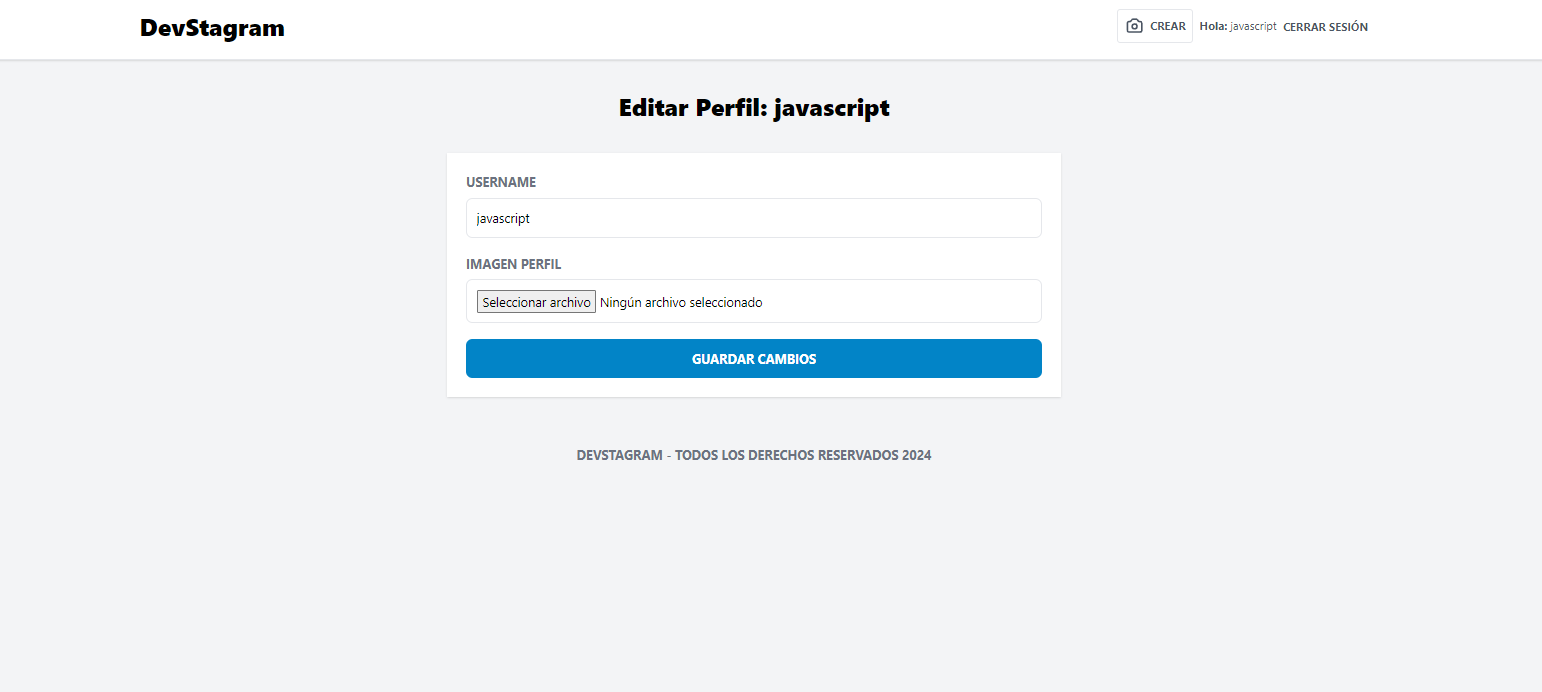 DevStagram
CREAR Hola: javascript CERRAR SESIÓN
Editar Perfil: javascript
USERNAME
javascript
IMAGEN PERFIL
Seleccionar archivo Ningún archivo seleccionado
GUARDAR CAMBIOS
DEVSTAGRAM - TODOS LOS DERECHOS RESERVADOS 2024